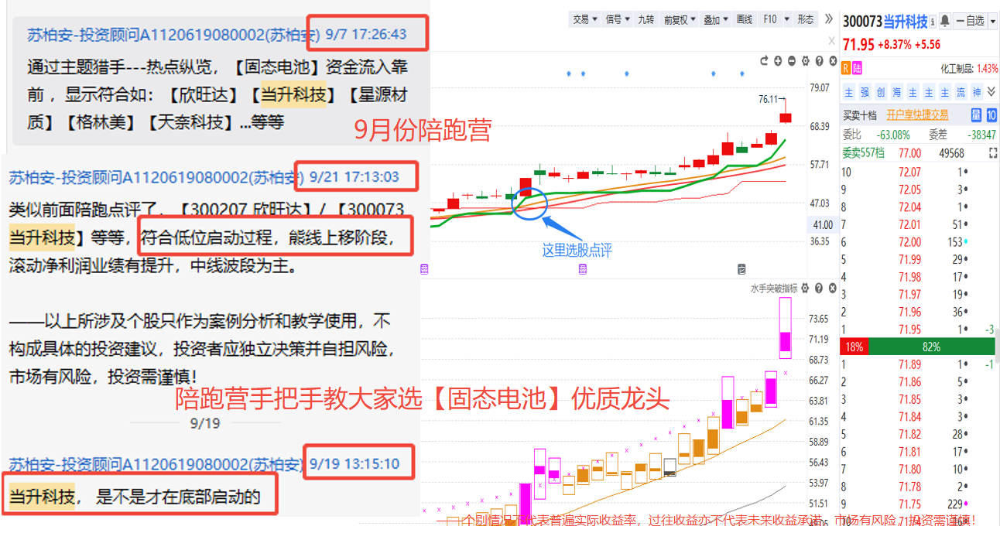 苏柏安-投资顾问A1120619080002(苏柏安) 9/7 17:26:43
通过主题猎手---热点纵览，【固态电池】资金流入靠
前 ，显示符合如：【欣旺达】【当升科技】【星源材
质】【格林美】【天奈科技】...等等
9月份陪跑营
苏柏安-投资顾问A1120619080002(苏柏安) 9/21 17:13:03
类似前面陪跑点评了，【300207 欣旺达】/ 【300073
当升科技】等等，符合低位启动过程，能线上移阶段，
滚动净利润业绩有提升，中线波段为主。
——以上所涉及个股只作为案例分析和教学使用，不
构成具体的投资建议，投资者应独立决策并自担风险，
市场有风险，投资需谨慎！
陪跑营手把手教大家选【固态电池】优质龙头
9/19
苏柏安-投资顾问A1120619080002(苏柏安) 9/19 13:15:10
当升科技， 是不是才在底部启动的
交易 信号 九转 前复权 叠加 画线 F10 形态
76.11
79.07
68.39
57.71
47.03
41.00
36.35
这里选股点评
水手突破指标
73.65
71.19
68.73
66.27
63.81
61.35
58.89
56.43
53.97
51.51
49.05
300073当升科技 自选
71.95 +8.37% +5.56
R 陆 化工制品: 1.43%
主 强 创 海 主 主 主 流 神
买卖十档 开户享快捷交易 量 10
委比 -63.08% 委差 -38347
委卖557档 77.00 49568
10 72.07 1
9 72.05 3
8 72.04 1
7 72.01 51
6 72.00 153
5 71.99 29
4 71.98 17
3 71.97 19
2 71.96 36
1 71.95 1 -3
18% 82%
1 71.89 1 -1
2 71.86 5
3 71.85 3
4 71.84 3
5 71.82 28
6 71.81 17
7 71.80 10
8 71.78 2
9 71.75 229
10 71.74
——个别情况不代表普遍实际收益率，过往收益亦不代表未来收益承诺，市场有风险，投资需谨慎！